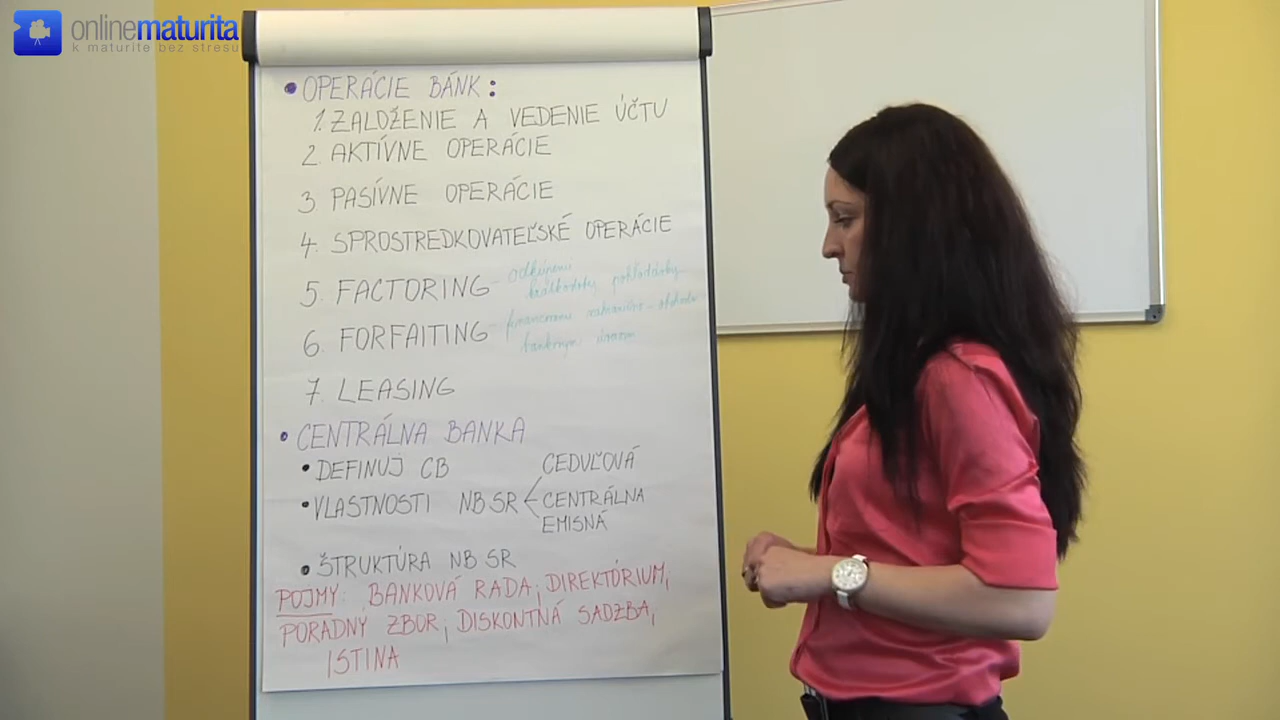 onlinematurita
k maturite bez stresu
• OPERÁCIE BÁNK:
1. ZALOŽENIE A VEDENIE ÚČTU
2. AKTÍVNE OPERÁCIE
3. PASÍVNE OPERÁCIE
4. SPROSTREDKOVATEĽSKÉ OPERÁCIE
5. FACTORING -
pohľadávky
6. FORFAITING -
bankovým
7. LEASING
• CENTRÁLNA BANKA
• DEFINUJ CB
• VLASTNOSTI NB SR
CEDUĽOVÁ
CENTRÁLNA
EMISNÁ
• ŠTRUKTÚRA NB SR
POJMY: BANKOVÁ RADA; DIREKTÓRIUM;
PORADNÝ ZBOR; DISKONTNÁ SADZBA;
ISTINA